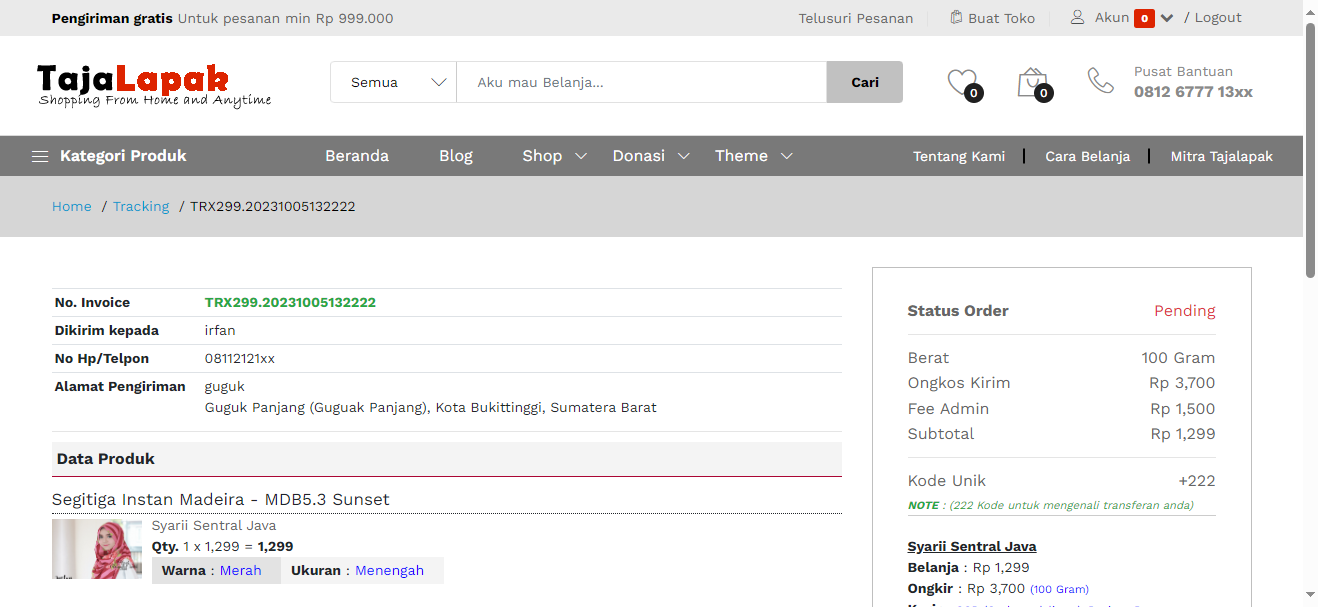 Pengiriman gratis Untuk pesanan min Rp 999.000 Telusuri Pesanan Buat Toko Akun 0 / Logout
TajaLapak
Shopping From Home and Anytime
Semua Aku mau Belanja... Cari 0 0
Pusat Bantuan
0812 6777 13xx
Kategori Produk Beranda Blog Shop Donasi Theme Tentang Kami Cara Belanja Mitra Tajalapak
Home / Tracking / TRX299.20231005132222
No. Invoice TRX299.20231005132222
Dikirim kepada irfan
No Hp/Telpon 08112121xx
Alamat Pengiriman guguk
Guguk Panjang (Guguak Panjang), Kota Bukittinggi, Sumatera Barat
Data Produk
Segitiga Instan Madeira - MDB5.3 Sunset
Syarii Sentral Java
Qty. 1 x 1,299 = 1,299
Warna : Merah Ukuran : Menengah
Status Order Pending
Berat 100 Gram
Ongkos Kirim Rp 3,700
Fee Admin Rp 1,500
Subtotal Rp 1,299
Kode Unik +222
NOTE : (222 Kode untuk mengenali transferan anda)
Syarii Sentral Java
Belanja : Rp 1,299
Ongkir : Rp 3,700 (100 Gram)